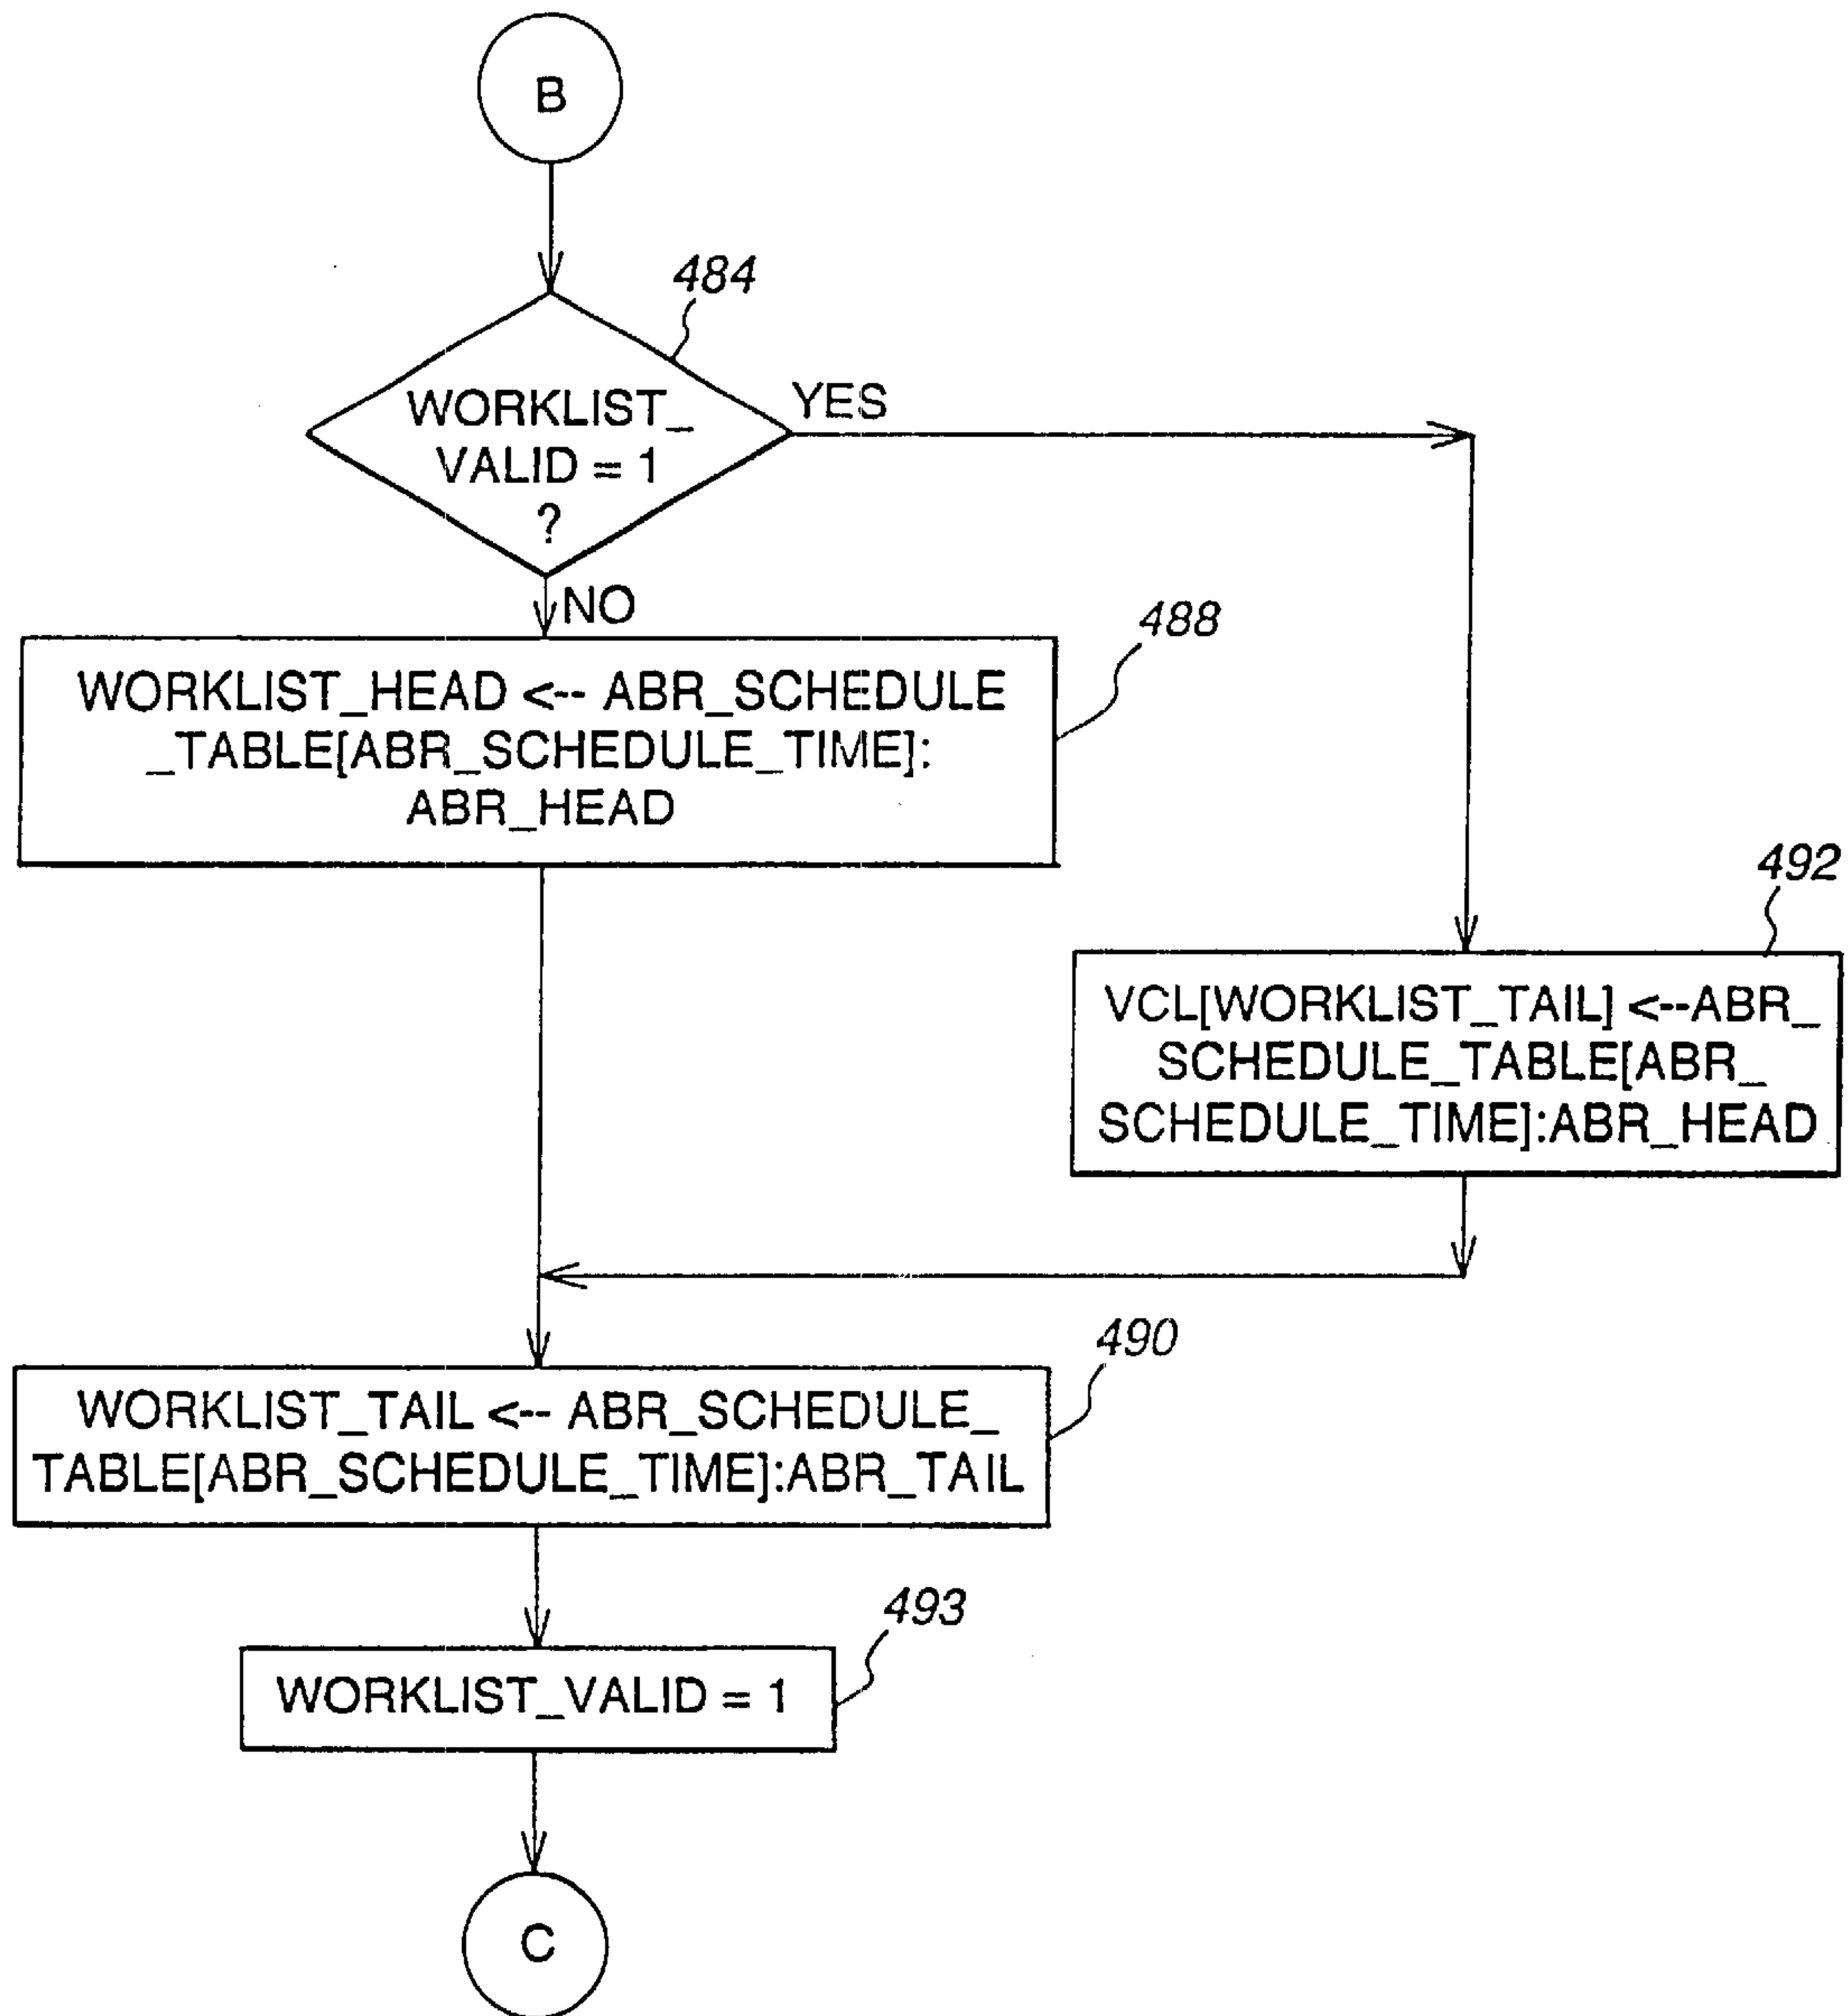 B
484
WORKLIST_
VALID = 1
?
YES
NO
488
WORKLIST_HEAD <-- ABR_SCHEDULE
_TABLE[ABR_SCHEDULE_TIME]:
ABR_HEAD
492
VCL[WORKLIST_TAIL] <--ABR_
SCHEDULE_TABLE[ABR_
SCHEDULE_TIME]:ABR_HEAD
490
WORKLIST_TAIL <-- ABR_SCHEDULE_
TABLE[ABR_SCHEDULE_TIME]:ABR_TAIL
493
WORKLIST_VALID = 1
C